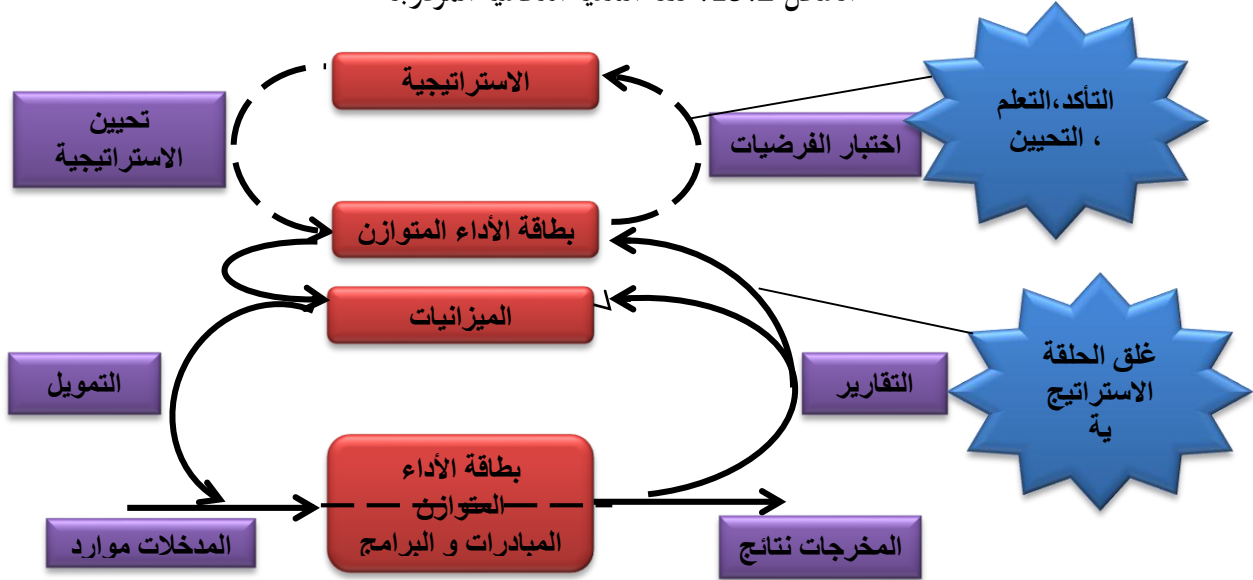 الاستراتيجية
تحيين
الاستراتيجية
اختبار الفرضيات
التأكد،التعلم
، التحيين
بطاقة الأداء المتوازن
الميزانيات
التمويل
التقارير
غلق الحلقة
الاستراتيج
ية
بطاقة الأداء
المتوازن
المبادرات و البرامج
المدخلات موارد
المخرجات نتائج